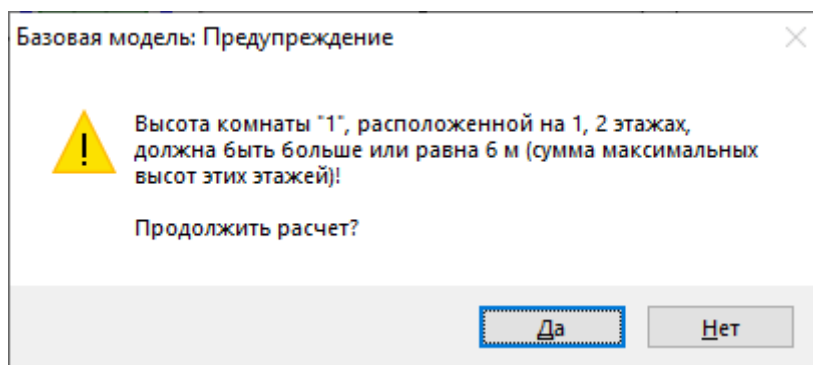 Базовая модель: Предупреждение
Высота комнаты "1", расположенной на 1, 2 этажах,
должна быть больше или равна 6 м (сумма максимальных
высот этих этажей)!
Продолжить расчет?
Да
Нет